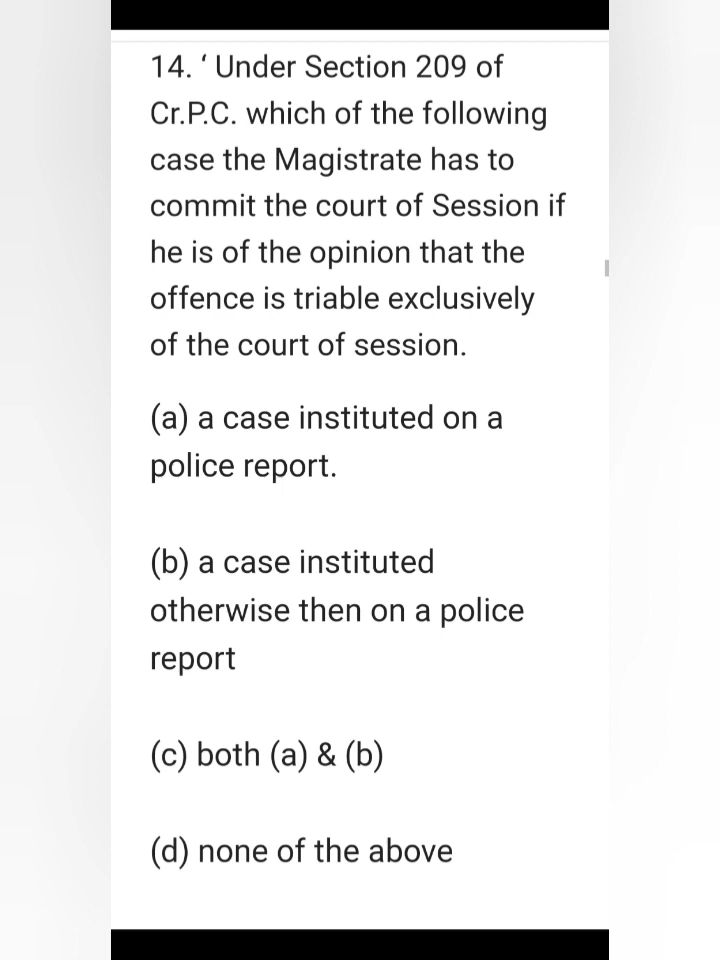 14. ‘ Under Section 209 of
Cr.P.C. which of the following
case the Magistrate has to
commit the court of Session if
he is of the opinion that the
offence is triable exclusively
of the court of session.
(a) a case instituted on a
police report.
(b) a case instituted
otherwise then on a police
report
(c) both (a) & (b)
(d) none of the above